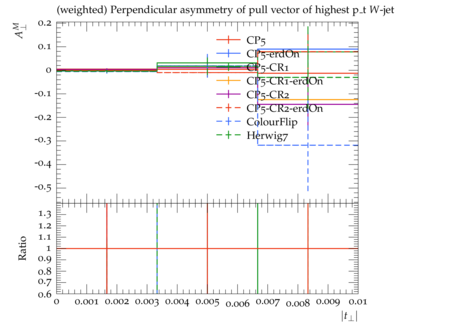 (weighted) Perpendicular asymmetry of pull vector of highest p_t W-jet
A⊥^M
0.2
0.1
0
-0.1
-0.2
-0.3
-0.4
-0.5
CP5
CP5-erdOn
CP5-CR1
CP5-CR1-erdOn
CP5-CR2
CP5-CR2-erdOn
ColourFlip
Herwig7
Ratio
1.3
1.2
1.1
1
0.9
0.8
0.7
0.6
0 0.001 0.002 0.003 0.004 0.005 0.006 0.007 0.008 0.009 0.01
|t⊥|